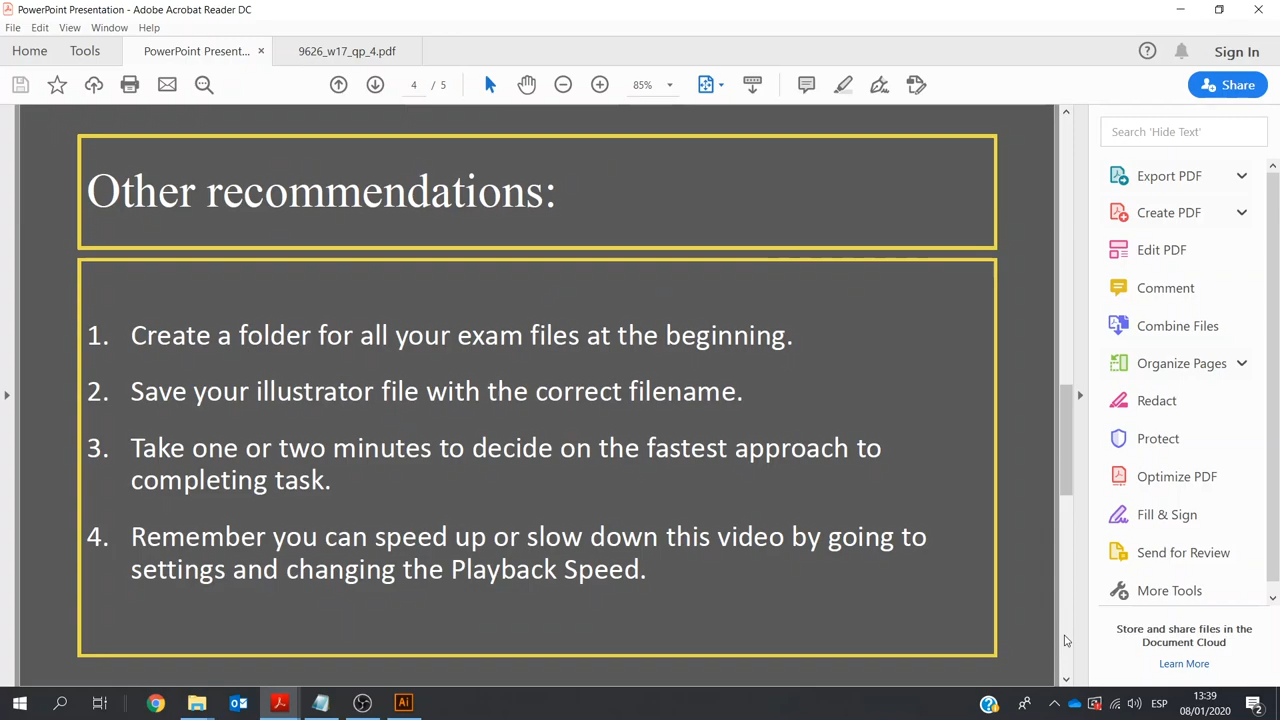 PowerPoint Presentation - Adobe Acrobat Reader DC
File Edit View Window Help
Home Tools PowerPoint Present... × 9626_w17_qp_4.pdf Sign In
4 / 5 85% Share
Other recommendations:
1. Create a folder for all your exam files at the beginning.
2. Save your illustrator file with the correct filename.
3. Take one or two minutes to decide on the fastest approach to
completing task.
4. Remember you can speed up or slow down this video by going to
settings and changing the Playback Speed.
Search 'Hide Text'
Export PDF
Create PDF
Edit PDF
Comment
Combine Files
Organize Pages
Redact
Protect
Optimize PDF
Fill & Sign
Send for Review
More Tools
Store and share files in the
Document Cloud
Learn More
Ai
ESP
13:39
08/01/2020
2